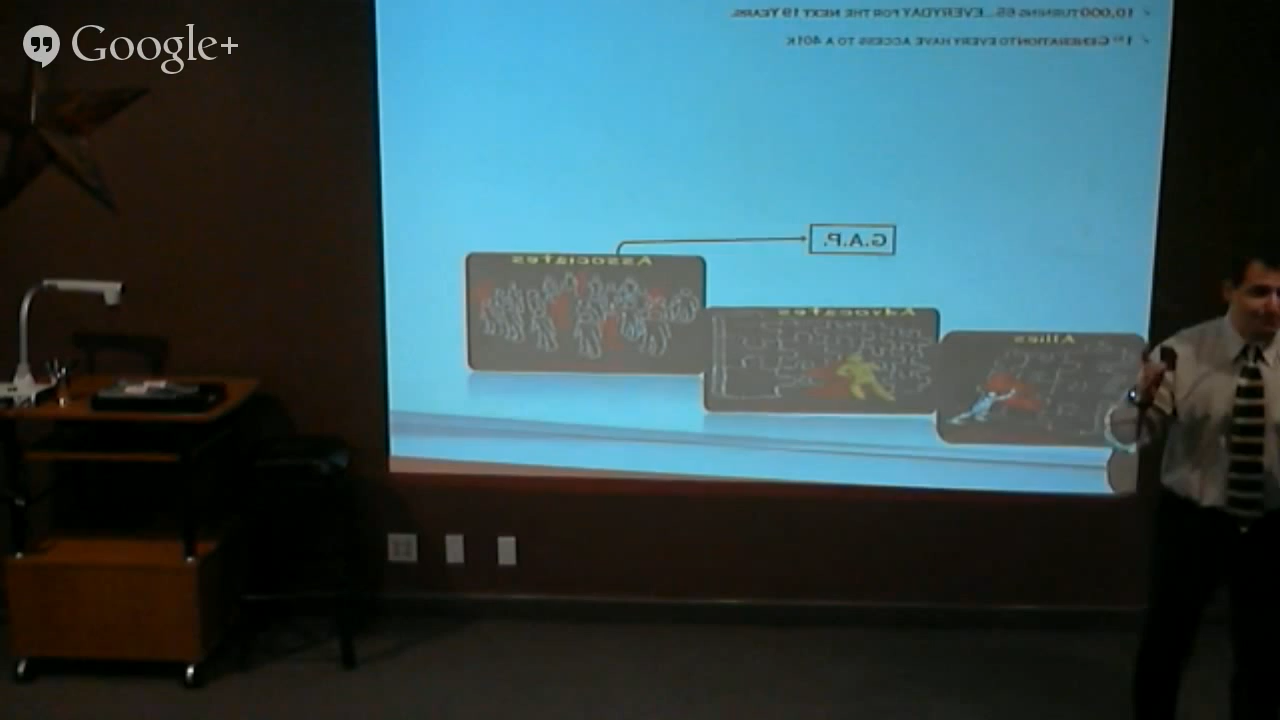 Google+
✓ 10,000 TURNING 65...EVERYDAY FOR THE NEXT 19 YEARS.
✓ 1ST GENERATION TO EVERY HAVE ACCESS TO A 401K
G.A.P.
Associates
Advocates
Allies